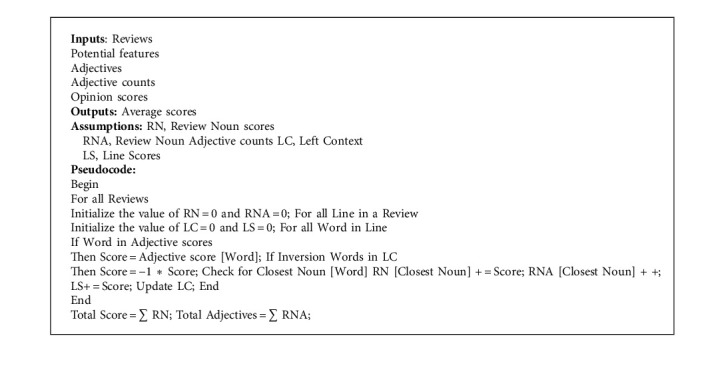 Inputs: Reviews
Potential features
Adjectives
Adjective counts
Opinion scores
Outputs: Average scores
Assumptions: RN, Review Noun scores
RNA, Review Noun Adjective counts LC, Left Context
LS, Line Scores
Pseudocode:
Begin
For all Reviews
Initialize the value of RN = 0 and RNA = 0; For all Line in a Review
Initialize the value of LC = 0 and LS = 0; For all Word in Line
If Word in Adjective scores
Then Score = Adjective score [Word]; If Inversion Words in LC
Then Score = −1 ∗ Score; Check for Closest Noun [Word] RN [Closest Noun] + = Score; RNA [Closest Noun] + +;
LS+ = Score; Update LC; End
End
Total Score = ∑ RN; Total Adjectives = ∑ RNA;